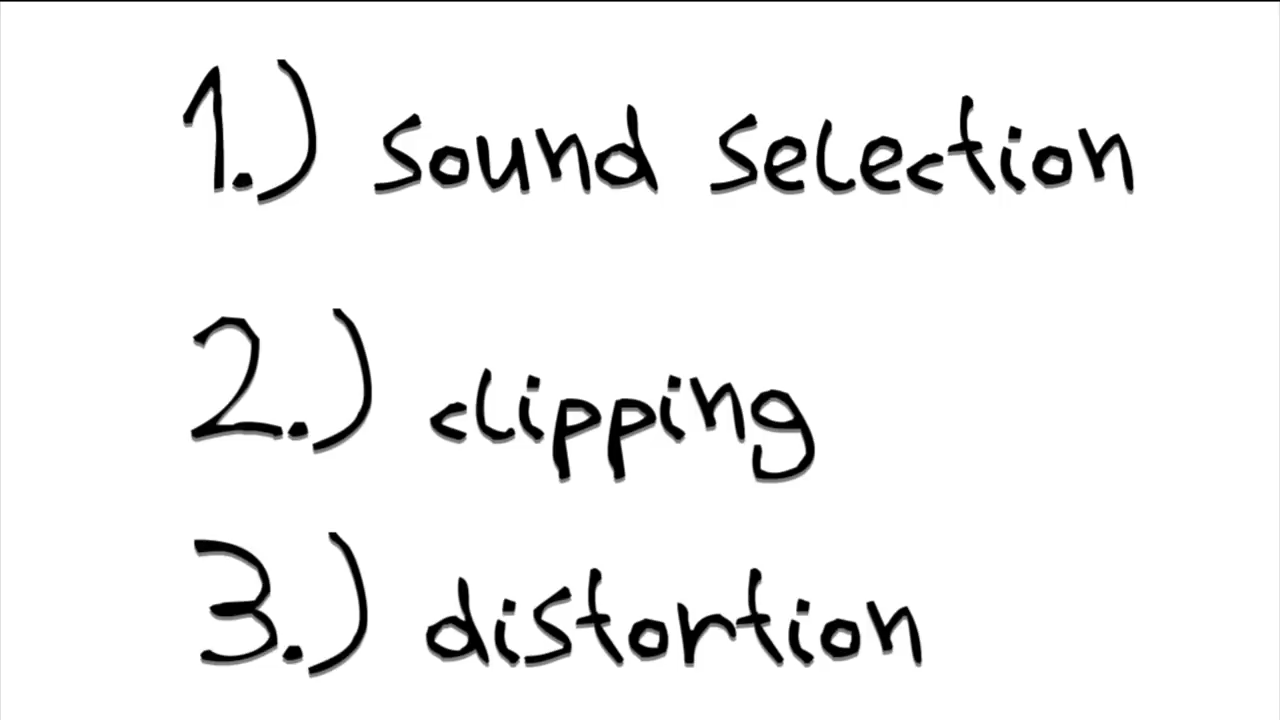 1.) sound selection
2.) clipping
3.) distortion